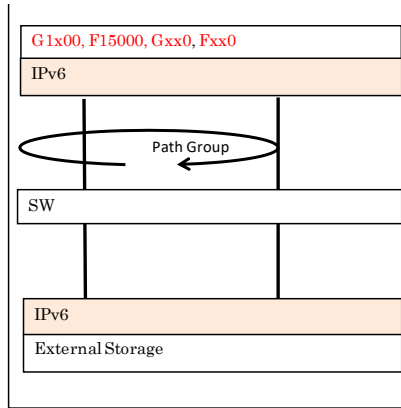 G1x00, F15000, Gxx0, Fxx0
IPv6
Path Group
SW
IPv6
External Storage